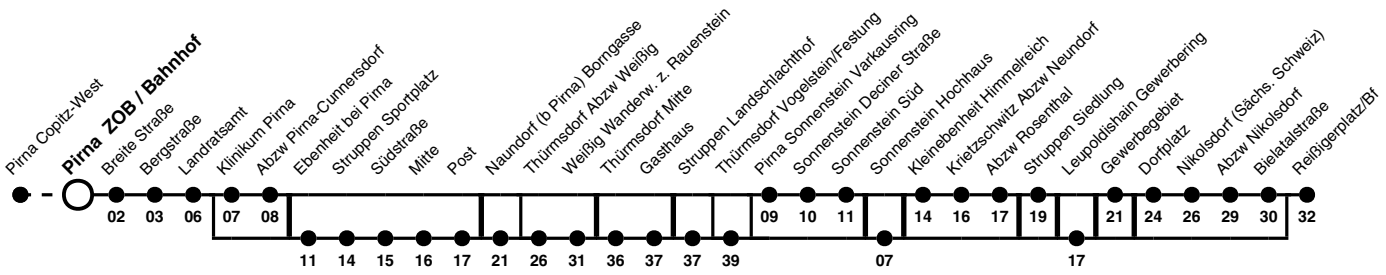 Pirna Copitz-West
Pirna ZOB / Bahnhof
Breite Straße
Bergstraße
Landratsamt
Klinikum Pirna
Abzw Pirna-Cunnersdorf
Ebenheit bei Pirna
Struppen Sportplatz
Südstraße
Mitte
Post
Naundorf (b Pirna) Borngasse
Thürmsdorf Abzw Weißig
Weißig Wanderw. z. Rauenstein
Thürmsdorf Mitte
Gasthaus
Struppen Landschlachthof
Thürmsdorf Vogelstein/Festung
Pirna Sonnenstein Varkausring
Sonnenstein Deciner Straße
Sonnenstein Süd
Sonnenstein Hochhaus
Kleinebenheit Himmelreich
Krietzschwitz Abzw Neundorf
Abzw Rosenthal
Struppen Siedlung
Leupoldishain Gewerbering
Gewerbegebiet
Dorfplatz
Nikolsdorf (Sächs. Schweiz)
Abzw Nikolsdorf
Bielatalstraße
Reißigerplatz/Bf
02 03 06 07 08 09 10 11 14 16 17 19 21 24 26 29 30 32
11 14 15 16 17 21 26 31 36 37 37 39 07 17